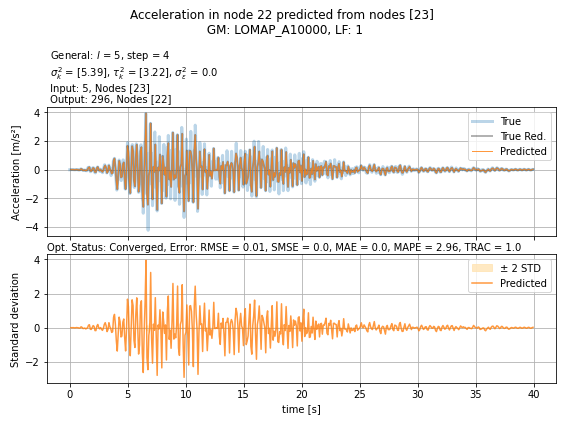 Acceleration in node 22 predicted from nodes [23]
GM: LOMAP_A10000, LF: 1
General: l = 5, step = 4
σ²ₖ = [5.39], τ²ₖ = [3.22], σ²ε = 0.0
Input: 5, Nodes [23]
Output: 296, Nodes [22]
4
2
0
−2
−4
Acceleration [m/s²]
True
True Red.
Predicted
Opt. Status: Converged, Error: RMSE = 0.01, SMSE = 0.0, MAE = 0.0, MAPE = 2.96, TRAC = 1.0
4
2
0
−2
Standard deviation
± 2 STD
Predicted
0 5 10 15 20 25 30 35 40
time [s]